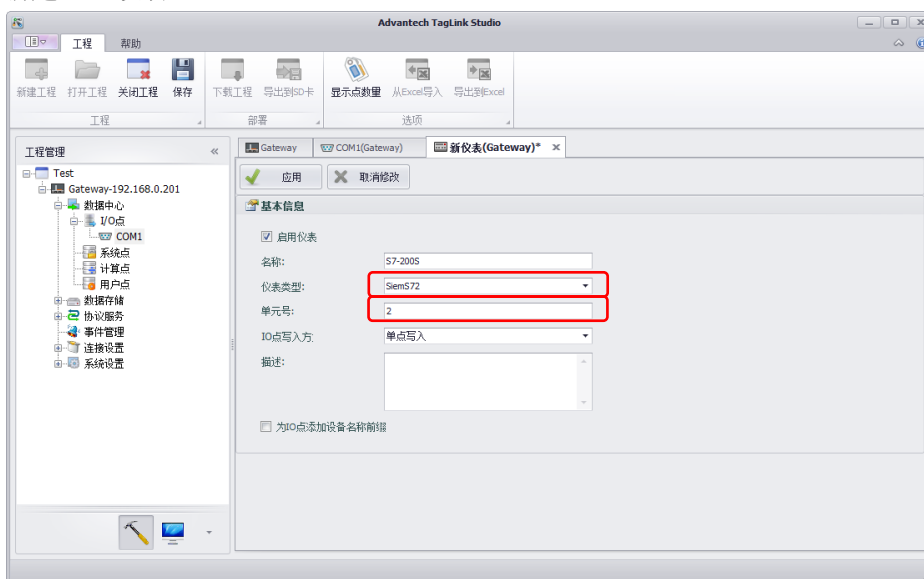 Advantech TagLink Studio
工程 帮助
新建工程 打开工程 关闭工程 保存 下载工程 导出到SD卡 显示点数量 从Excel导入 导出到Excel
工程 部署 选项
工程管理
Gateway COM1(Gateway) 新仪表(Gateway)*
Test
应用 取消修改
Gateway-192.168.0.201
数据中心
基本信息
I/O点
COM1
启用仪表
系统点
名称: S7-200S
计算点
仪表类型: SiemS72
用户点
数据存储
单元号: 2
协议服务
事件管理
IO点写入方: 单点写入
连接设置
系统设置
描述:
为IO点添加设备名称前缀